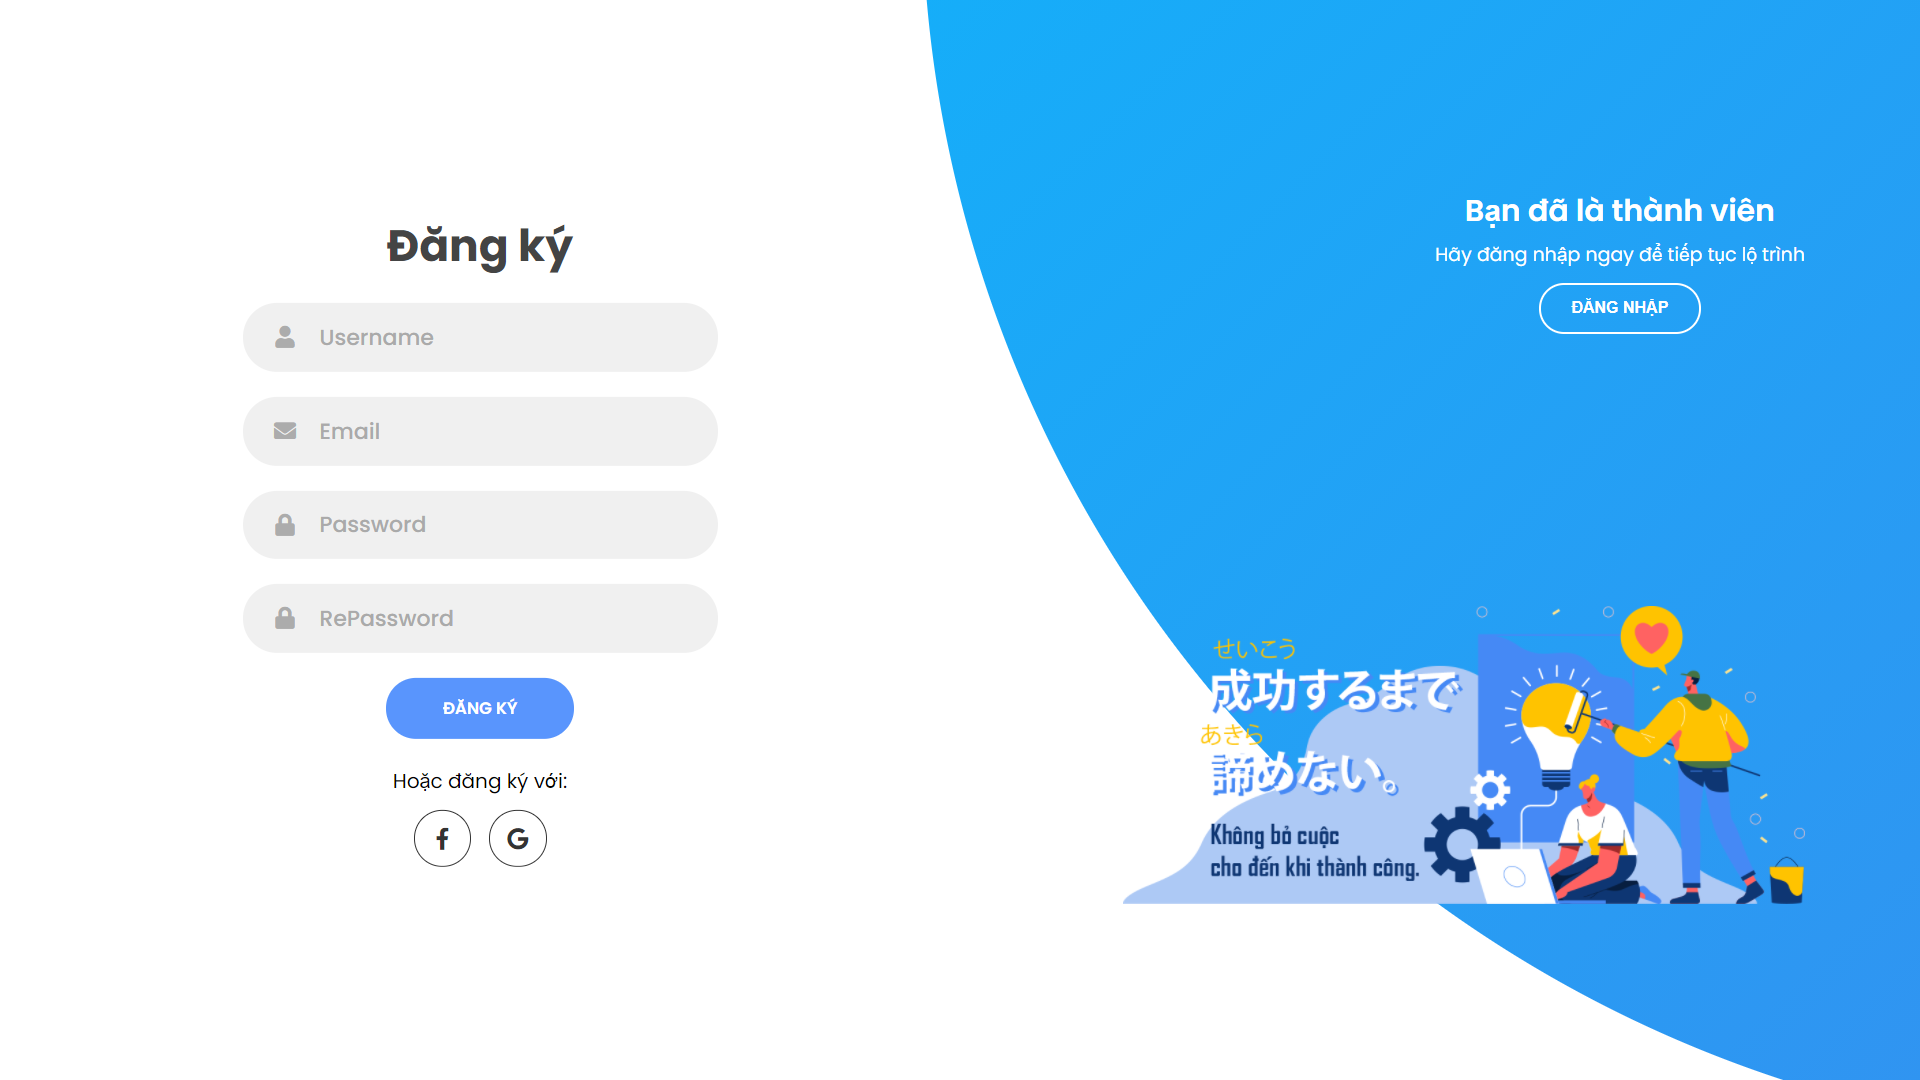 Đăng ký
Username
Email
Password
RePassword
ĐĂNG KÝ
Hoặc đăng ký với:
Bạn đã là thành viên
Hãy đăng nhập ngay để tiếp tục lộ trình
ĐĂNG NHẬP
せいこう
成功するまで
あきら
諦めない。
Không bỏ cuộc
cho đến khi thành công.